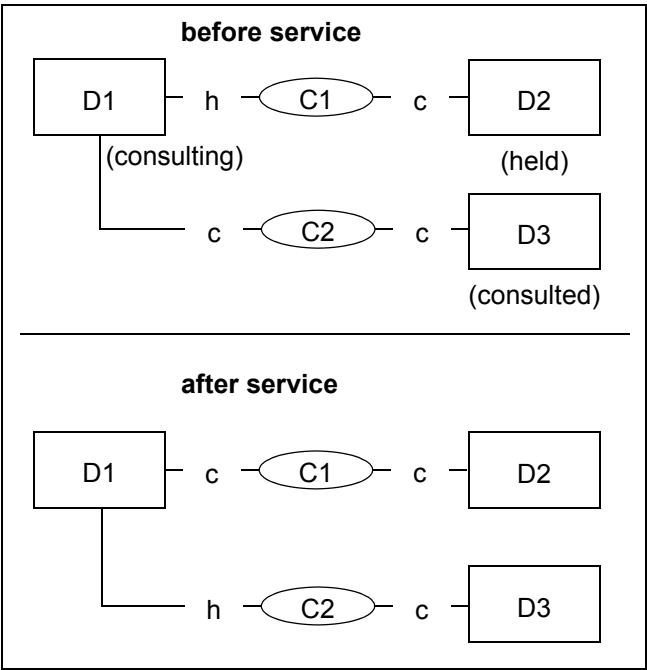 before service
D1 h C1 c D2
(consulting) (held)
c C2 c D3
(consulted)
after service
D1 c C1 c D2
h C2 c D3